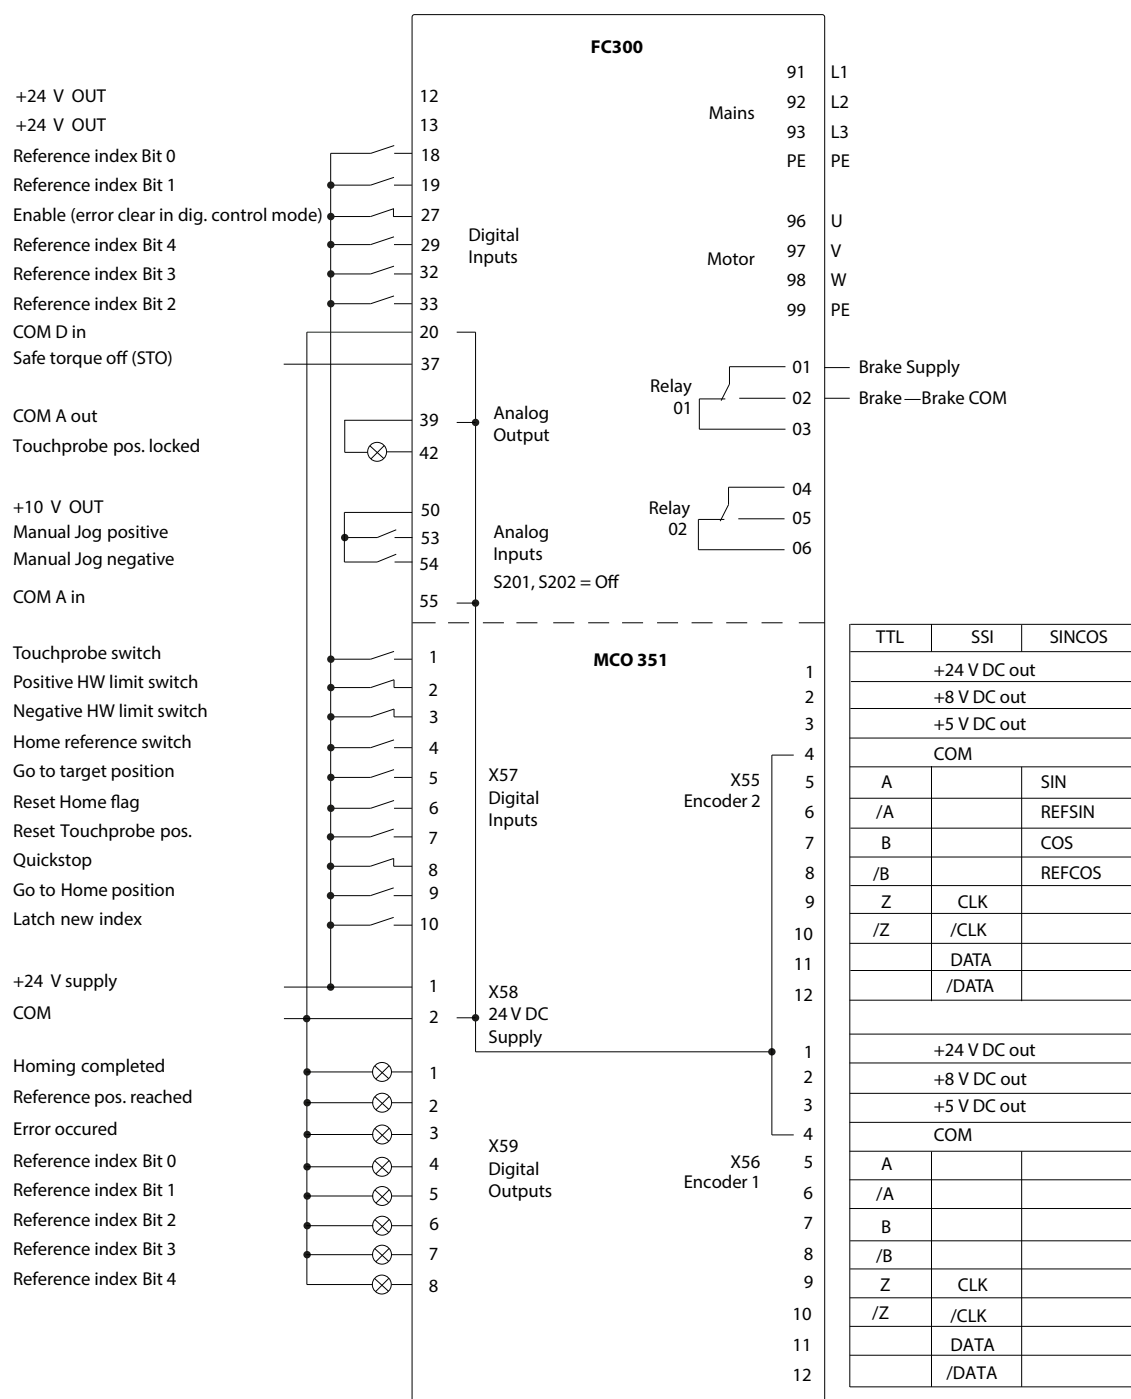 FC300
91 L1
+24 V OUT 12
Mains 92 L2
+24 V OUT 13
93 L3
Reference index Bit 0 18
PE PE
Reference index Bit 1 19
Enable (error clear in dig. control mode) 27
96 U
Digital
Inputs
Reference index Bit 4 29
Motor 97 V
Reference index Bit 3 32
98 W
Reference index Bit 2 33
99 PE
COM D in 20
Safe torque off (STO) 37
01 Brake Supply
Relay
01
02 Brake — Brake COM
COM A out 39
Analog
Output
03
Touchprobe pos. locked 42
04
+10 V OUT 50
Relay
02
05
Manual Jog positive 53
Analog
Inputs
06
Manual Jog negative 54
S201, S202 = Off
COM A in 55
TTL SSI SINCOS
Touchprobe switch 1
MCO 351
1 +24 V DC out
Positive HW limit switch 2
2 +8 V DC out
Negative HW limit switch 3
3 +5 V DC out
Home reference switch 4
4 COM
Go to target position 5
X57
Digital
Inputs
X55
Encoder 2
5 A SIN
Reset Home flag 6
6 /A REFSIN
Reset Touchprobe pos. 7
7 B COS
Quickstop 8
8 /B REFCOS
Go to Home position 9
9 Z CLK
Latch new index 10
10 /Z /CLK
11 DATA
+24 V supply 1
12 /DATA
X58
24 V DC
Supply
COM 2
1 +24 V DC out
Homing completed 1
2 +8 V DC out
Reference pos. reached 2
3 +5 V DC out
Error occured 3
4 COM
X59
Digital
Outputs
Reference index Bit 0 4
X56
Encoder 1
5 A
Reference index Bit 1 5
6 /A
Reference index Bit 2 6
7 B
Reference index Bit 3 7
8 /B
Reference index Bit 4 8
9 Z CLK
10 /Z /CLK
11 DATA
12 /DATA